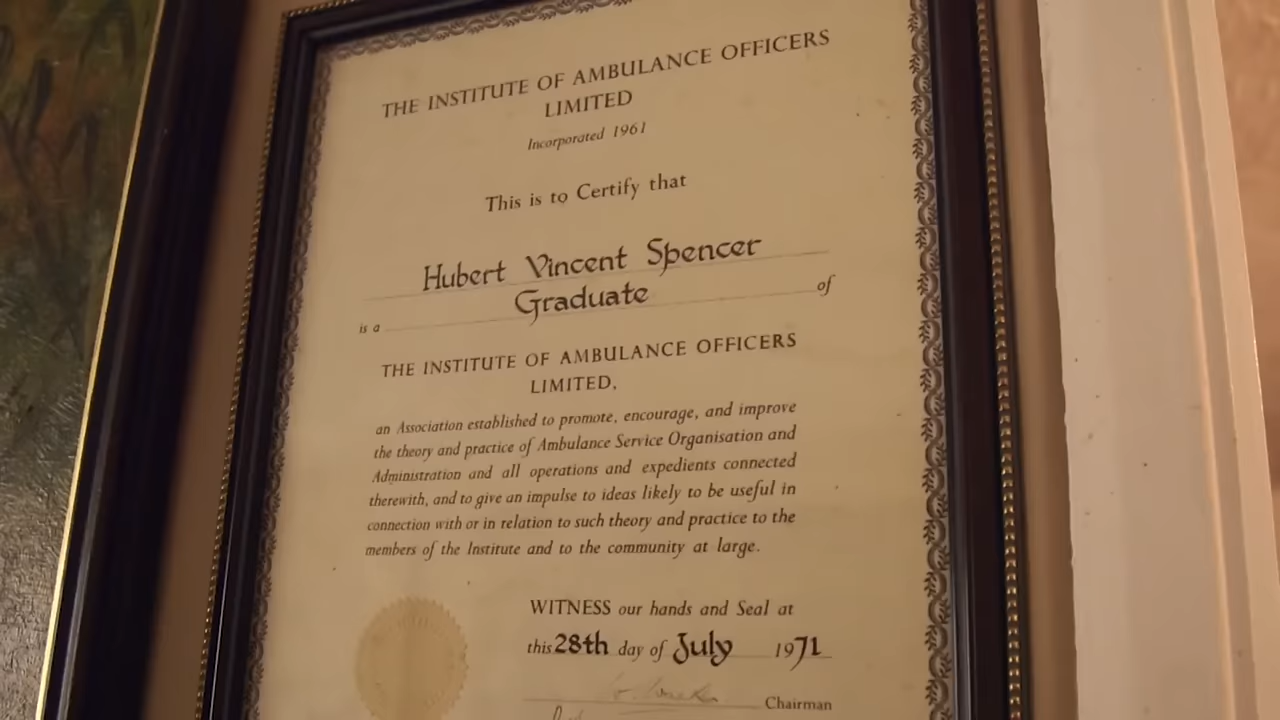 THE INSTITUTE OF AMBULANCE OFFICERS
LIMITED
Incorporated 1961
This is to Certify that
Hubert Vincent Spencer
Graduate
is a of
THE INSTITUTE OF AMBULANCE OFFICERS
LIMITED,
an Association established to promote, encourage, and improve
the theory and practice of Ambulance Service Organisation and
Administration and all operations and expedients connected
therewith, and to give an impulse to ideas likely to be useful in
connection with or in relation to such theory and practice to the
members of the Institute and to the community at large.
WITNESS our hands and Seal at
this 28th day of July 1971
Chairman